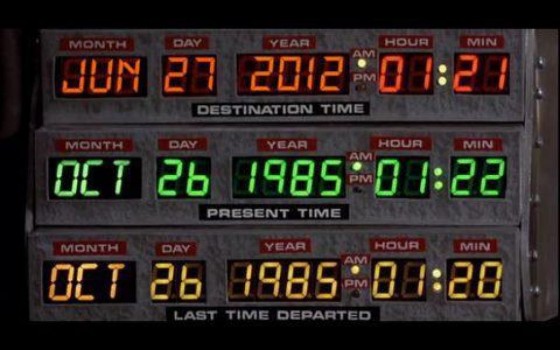 MONTH DAY YEAR HOUR MIN
AM
JUN 27 2012 01:21
PM
DESTINATION TIME
MONTH DAY YEAR HOUR MIN
AM
OCT 26 1985 01:22
PM
PRESENT TIME
MONTH DAY YEAR HOUR MIN
AM
OCT 26 1985 01:20
PM
LAST TIME DEPARTED